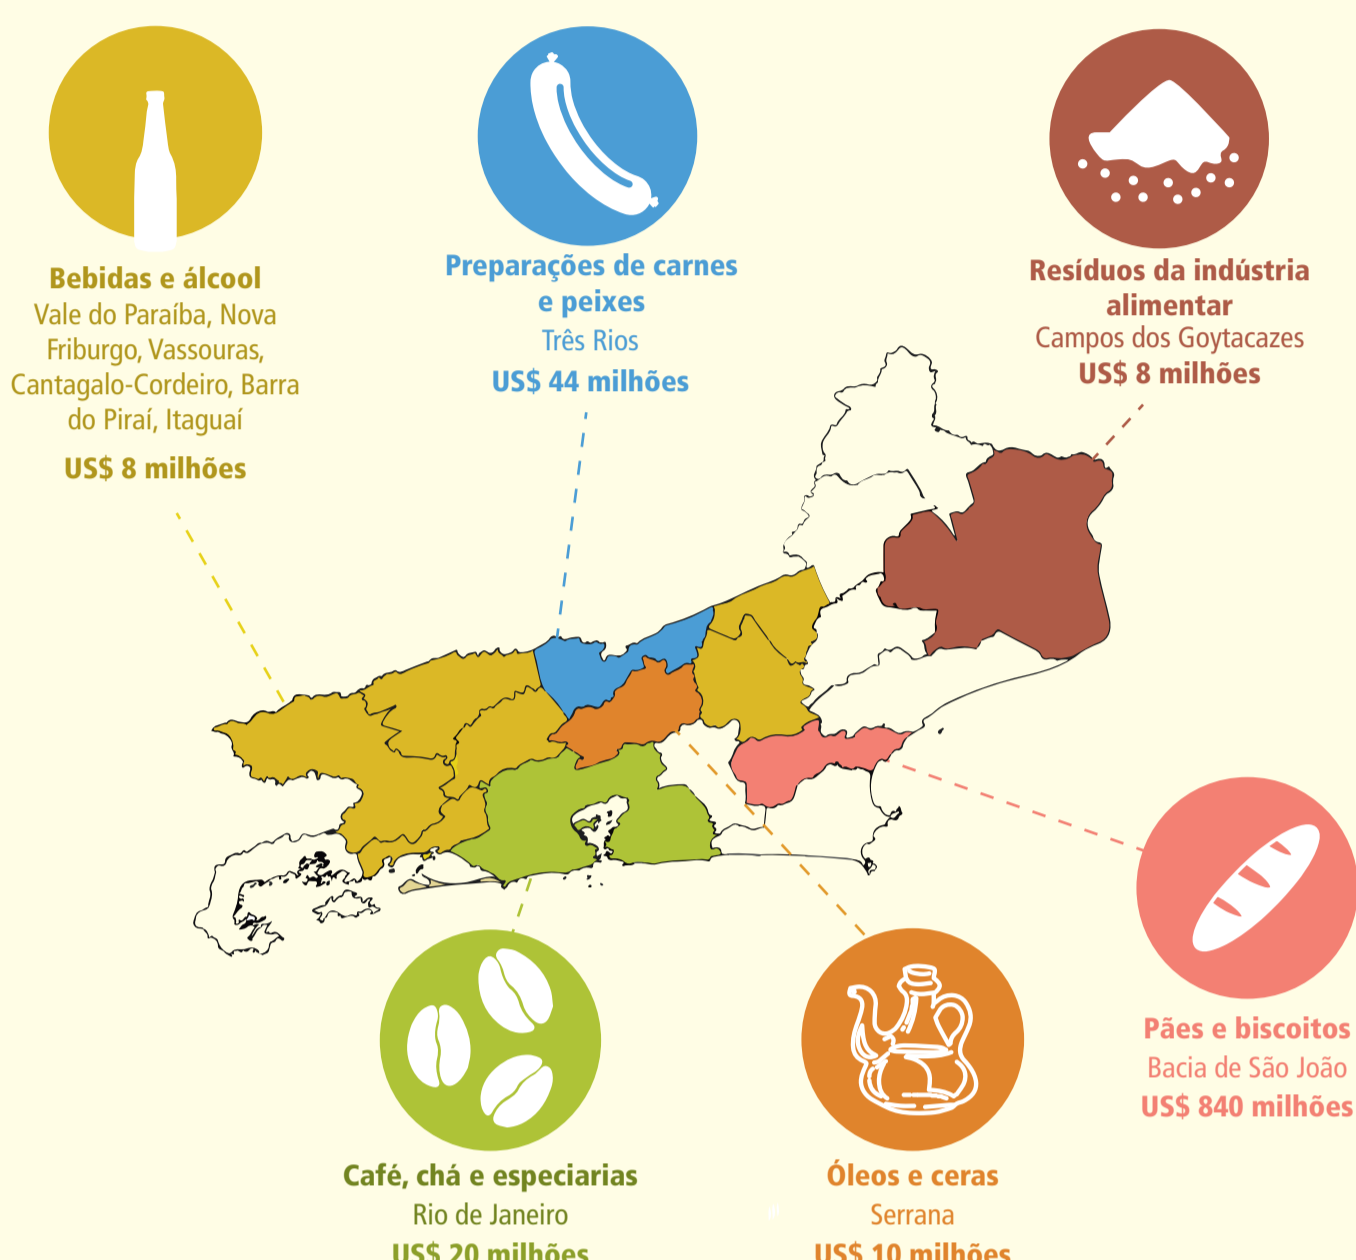 Bebidas e álcool
Vale do Paraíba, Nova
Friburgo, Vassouras,
Cantagalo-Cordeiro, Barra
do Piraí, Itaguaí
US$ 8 milhões
Preparações de carnes
e peixes
Três Rios
US$ 44 milhões
Resíduos da indústria
alimentar
Campos dos Goytacazes
US$ 8 milhões
Pães e biscoitos
Bacia de São João
US$ 840 milhões
Café, chá e especiarias
Rio de Janeiro
US$ 20 milhões
Óleos e ceras
Serrana
US$ 10 milhões